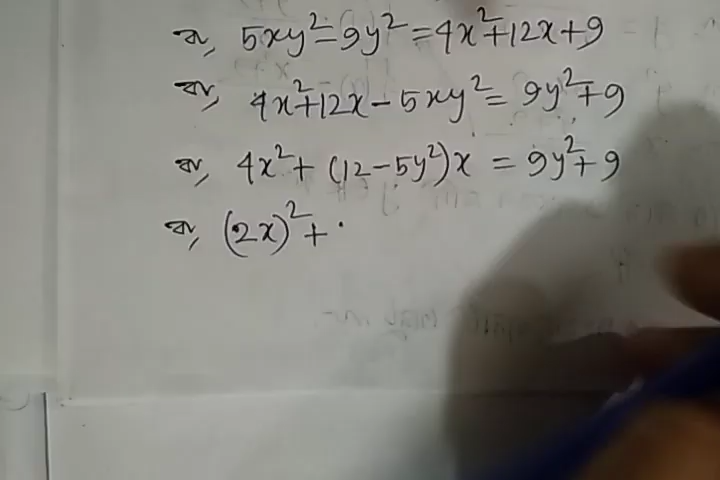 বা, 5xy² = 9y² = 4x² + 12x + 9
বা, 4x² + 12x - 5xy² = 9y² + 9
বা, 4x² + (12 - 5y²)x = 9y² + 9
বা, (2x)² + ·